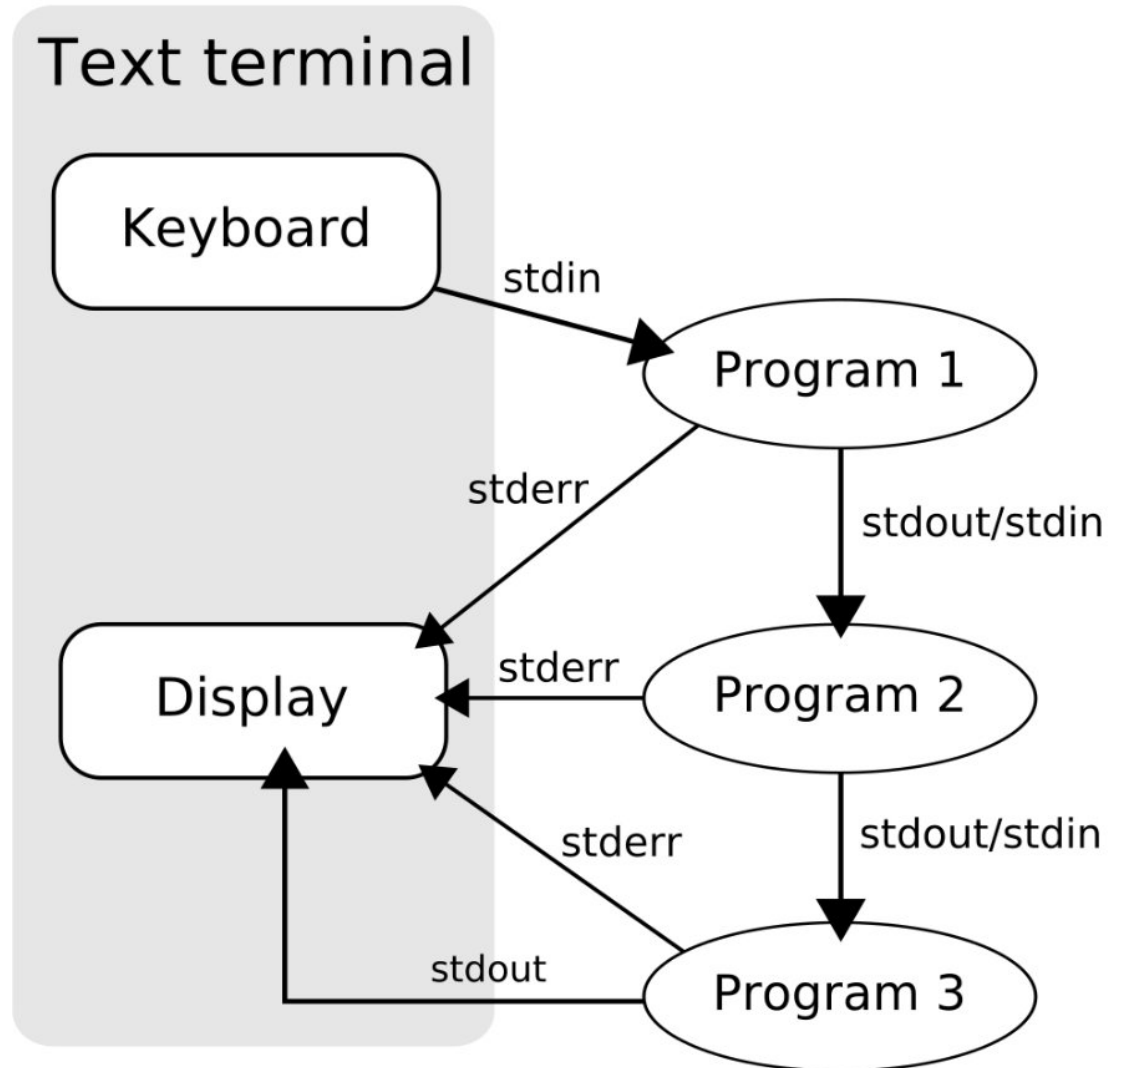 Text terminal
Keyboard
stdin
Program 1
stderr
stdout/stdin
Display
stderr
Program 2
stderr
stdout/stdin
stdout
Program 3